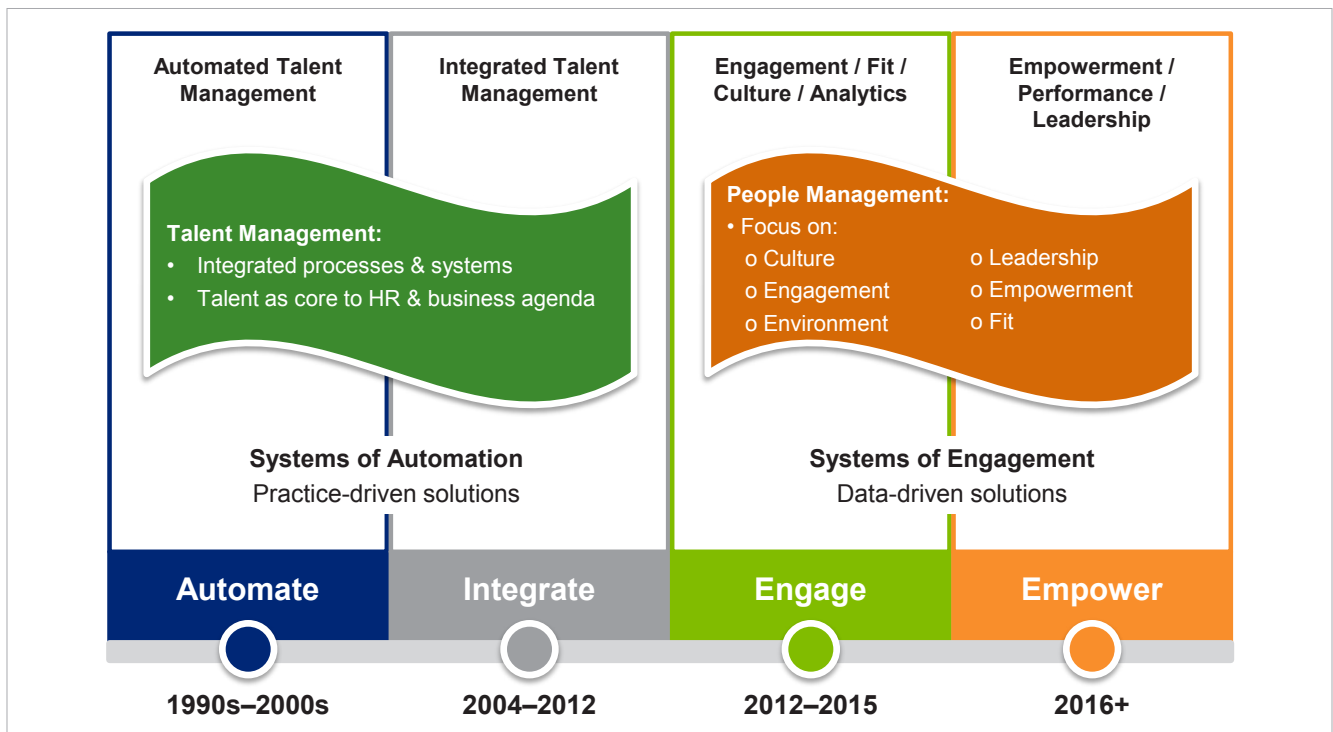 Automated Talent
Management
Integrated Talent
Management
Engagement / Fit /
Culture / Analytics
Empowerment /
Performance /
Leadership
Talent Management:
• Integrated processes & systems
• Talent as core to HR & business agenda
People Management:
• Focus on:
o Culture
o Engagement
o Environment
o Leadership
o Empowerment
o Fit
Systems of Automation
Practice-driven solutions
Systems of Engagement
Data-driven solutions
Automate
Integrate
Engage
Empower
1990s–2000s
2004–2012
2012–2015
2016+